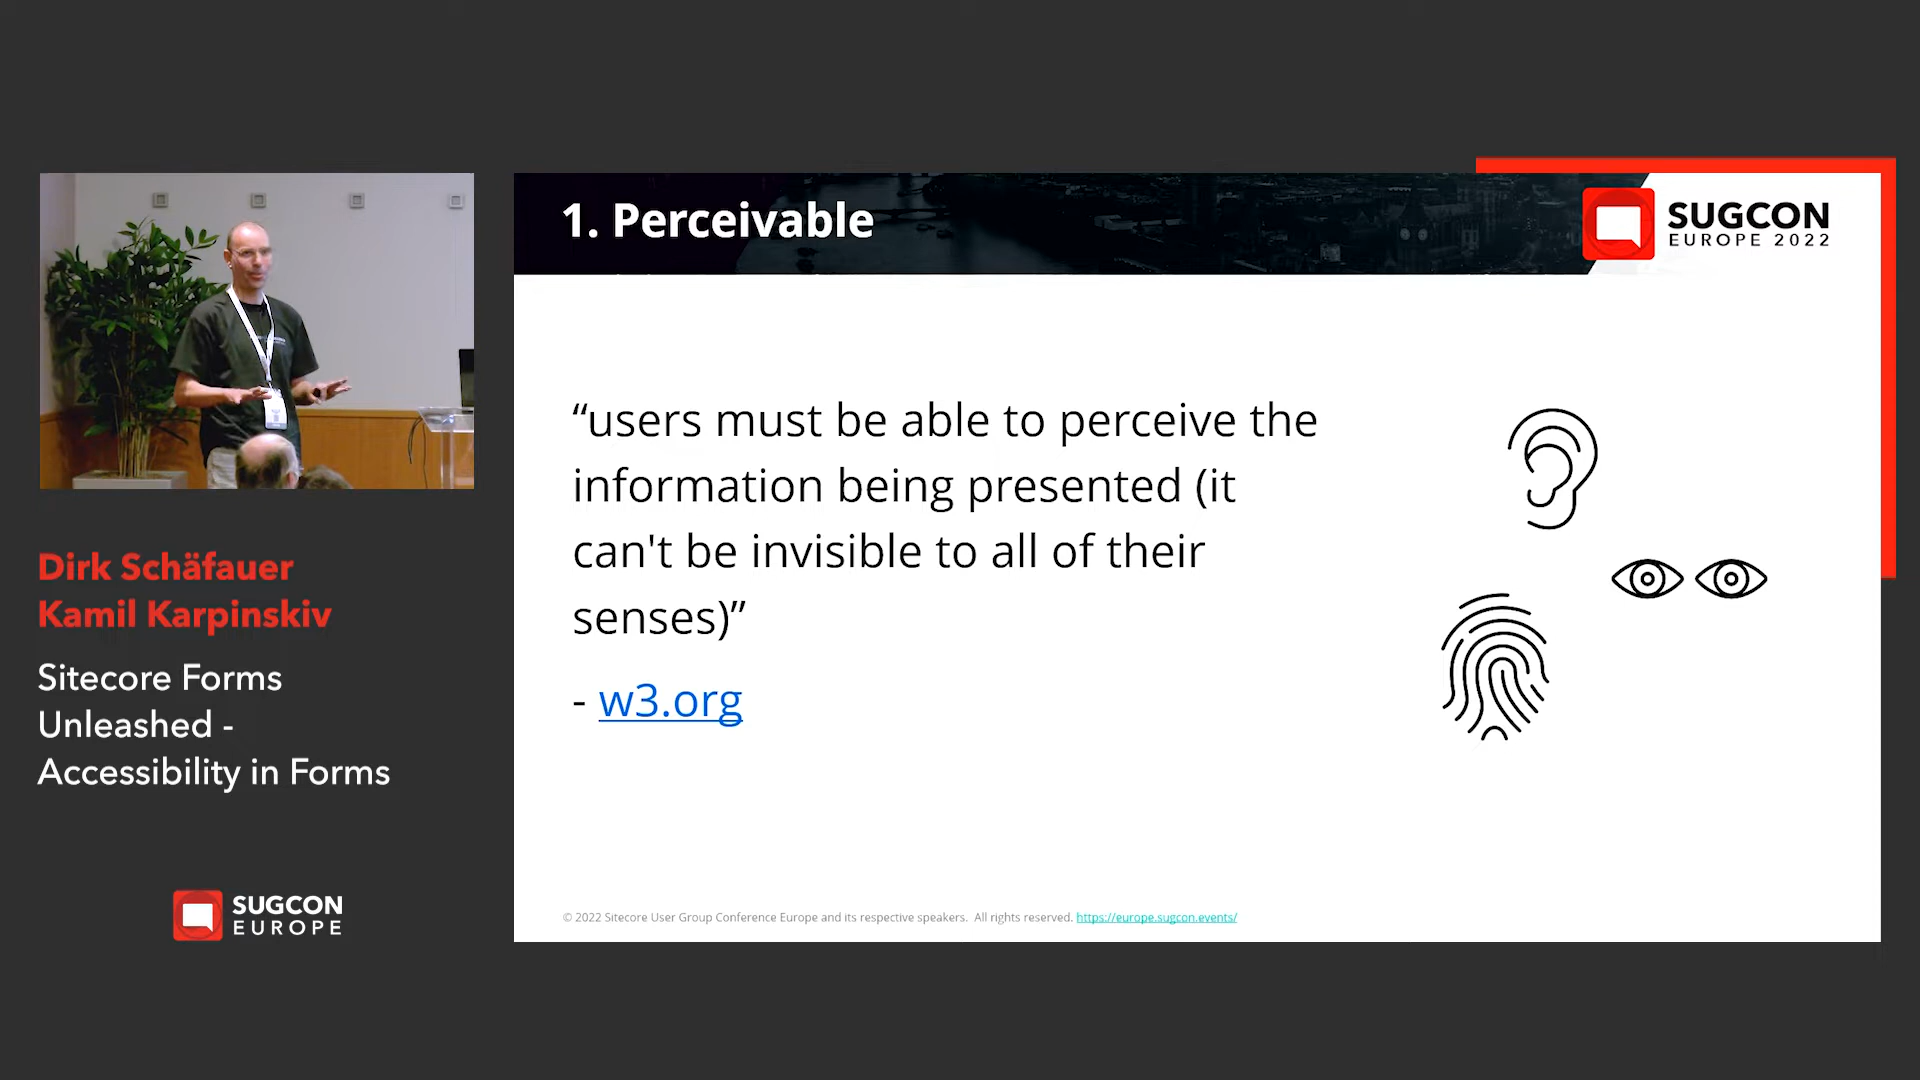 1. Perceivable
SUGCON
EUROPE 2022
“users must be able to perceive the
information being presented (it
can't be invisible to all of their
senses)”
- w3.org
© 2022 Sitecore User Group Conference Europe and its respective speakers. All rights reserved. https://europe.sugcon.events/
Dirk Schäfauer
Kamil Karpinskiv
Sitecore Forms
Unleashed -
Accessibility in Forms
SUGCON
EUROPE